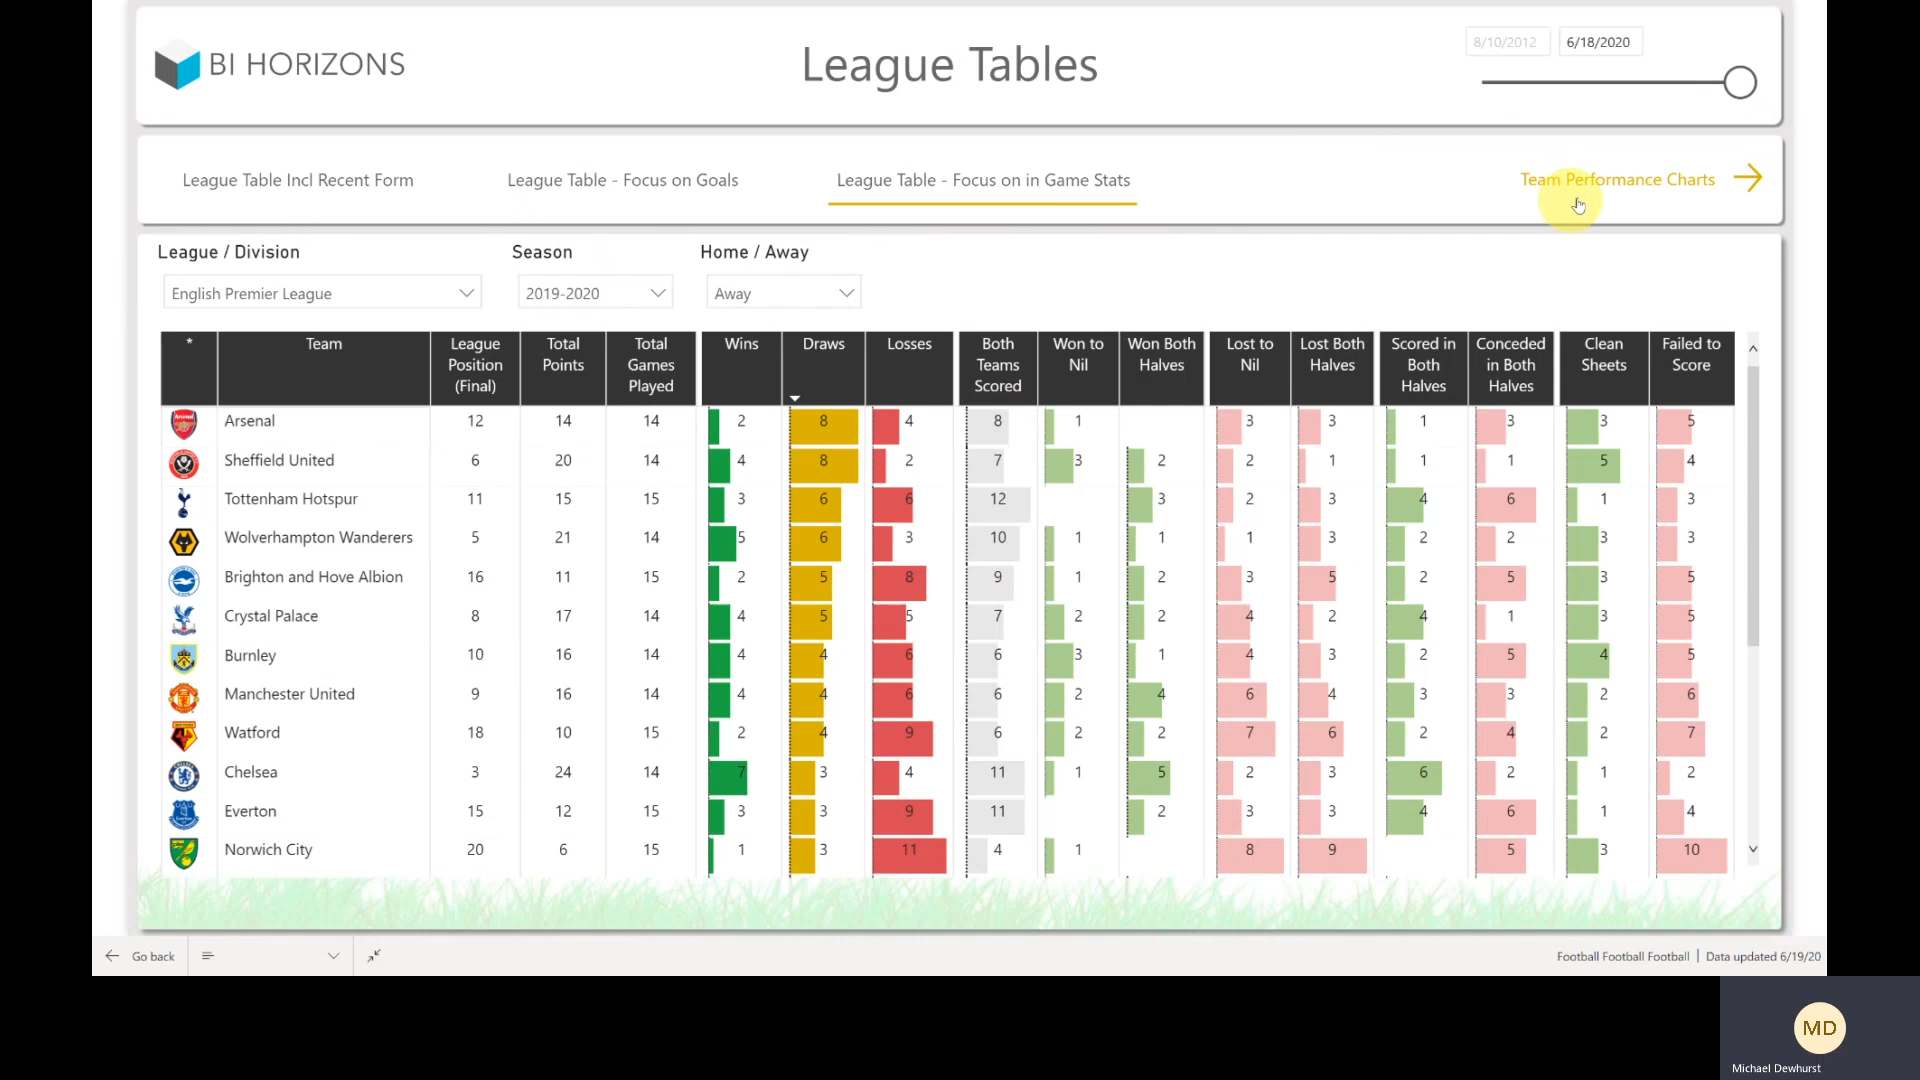 BI HORIZONS
League Tables
8/10/2012 6/18/2020
League Table Incl Recent Form League Table - Focus on Goals League Table - Focus on in Game Stats Team Performance Charts
League / Division Season Home / Away
English Premier League 2019-2020 Away
* Team League Position (Final) Total Points Total Games Played Wins Draws Losses Both Teams Scored Won to Nil Won Both Halves Lost to Nil Lost Both Halves Scored in Both Halves Conceded in Both Halves Clean Sheets Failed to Score
Arsenal 12 14 14 2 8 4 8 1 3 3 1 3 3 5
Sheffield United 6 20 14 4 8 2 7 3 2 2 1 1 1 5 4
Tottenham Hotspur 11 15 15 3 6 6 12 3 2 3 4 6 1 3
Wolverhampton Wanderers 5 21 14 5 6 3 10 1 1 1 3 2 2 3 3
Brighton and Hove Albion 16 11 15 2 5 8 9 1 2 3 5 2 5 3 5
Crystal Palace 8 17 14 4 5 5 7 2 2 4 2 4 1 3 5
Burnley 10 16 14 4 4 6 6 3 1 4 3 2 5 4 5
Manchester United 9 16 14 4 4 6 6 2 4 6 4 3 3 2 6
Watford 18 10 15 2 4 9 6 2 2 7 6 2 4 2 7
Chelsea 3 24 14 7 3 4 11 1 5 2 3 6 2 1 2
Everton 15 12 15 3 3 9 11 2 3 3 4 6 1 4
Norwich City 20 6 15 1 3 11 4 1 8 9 5 3 10
Go back Football Football Football | Data updated 6/19/20
MD
Michael Dewhurst